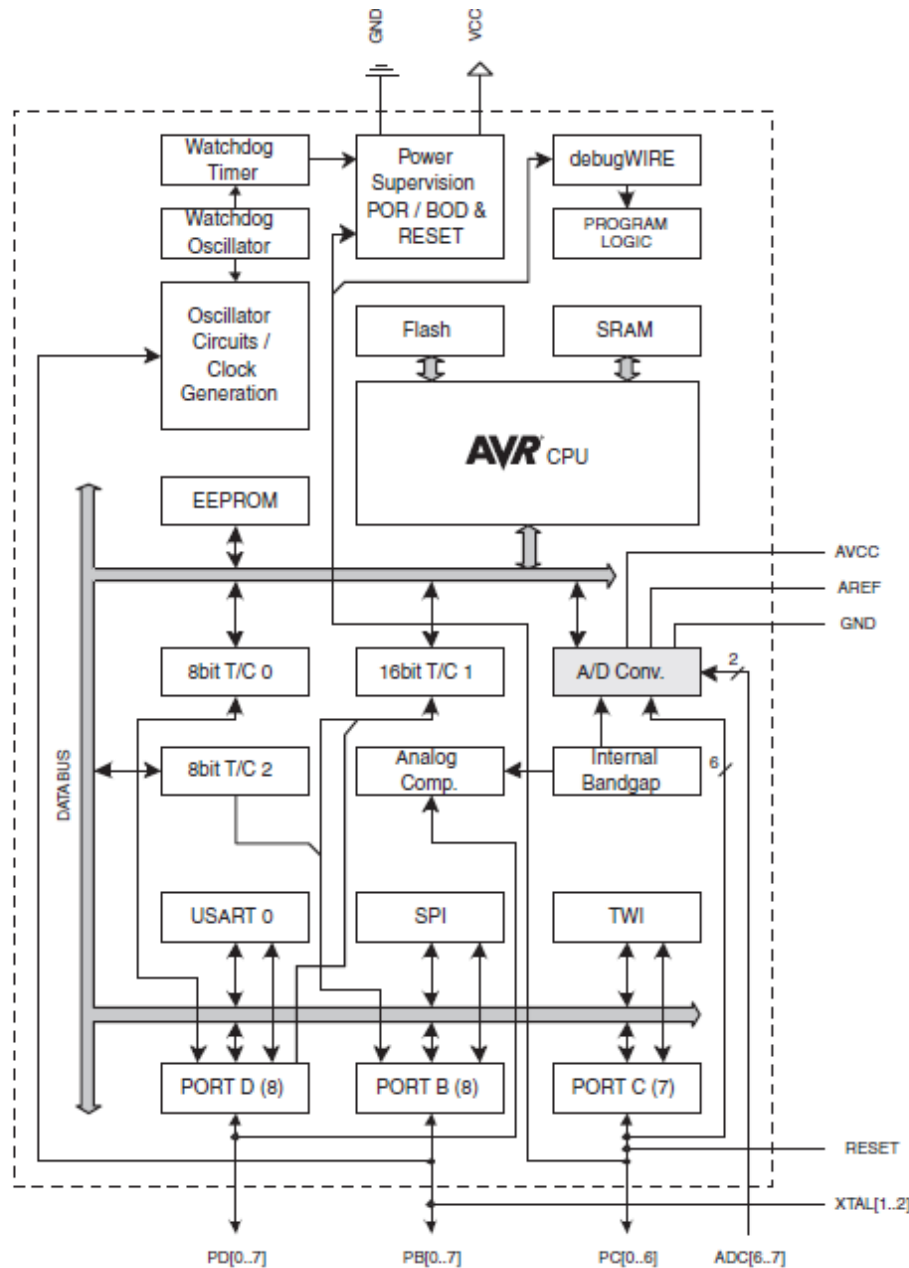 GND
VCC
Watchdog
Timer
Power
Supervision
POR / BOD &
RESET
debugWIRE
Watchdog
Oscillator
PROGRAM
LOGIC
Oscillator
Circuits /
Clock
Generation
Flash
SRAM
AVR CPU
EEPROM
AVCC
AREF
GND
8bit T/C 0
16bit T/C 1
A/D Conv.
2
8bit T/C 2
Analog
Comp.
Internal
Bandgap
6
DATABUS
USART 0
SPI
TWI
PORT D (8)
PORT B (8)
PORT C (7)
RESET
XTAL[1..2]
PD[0..7]
PB[0..7]
PC[0..6]
ADC[6..7]